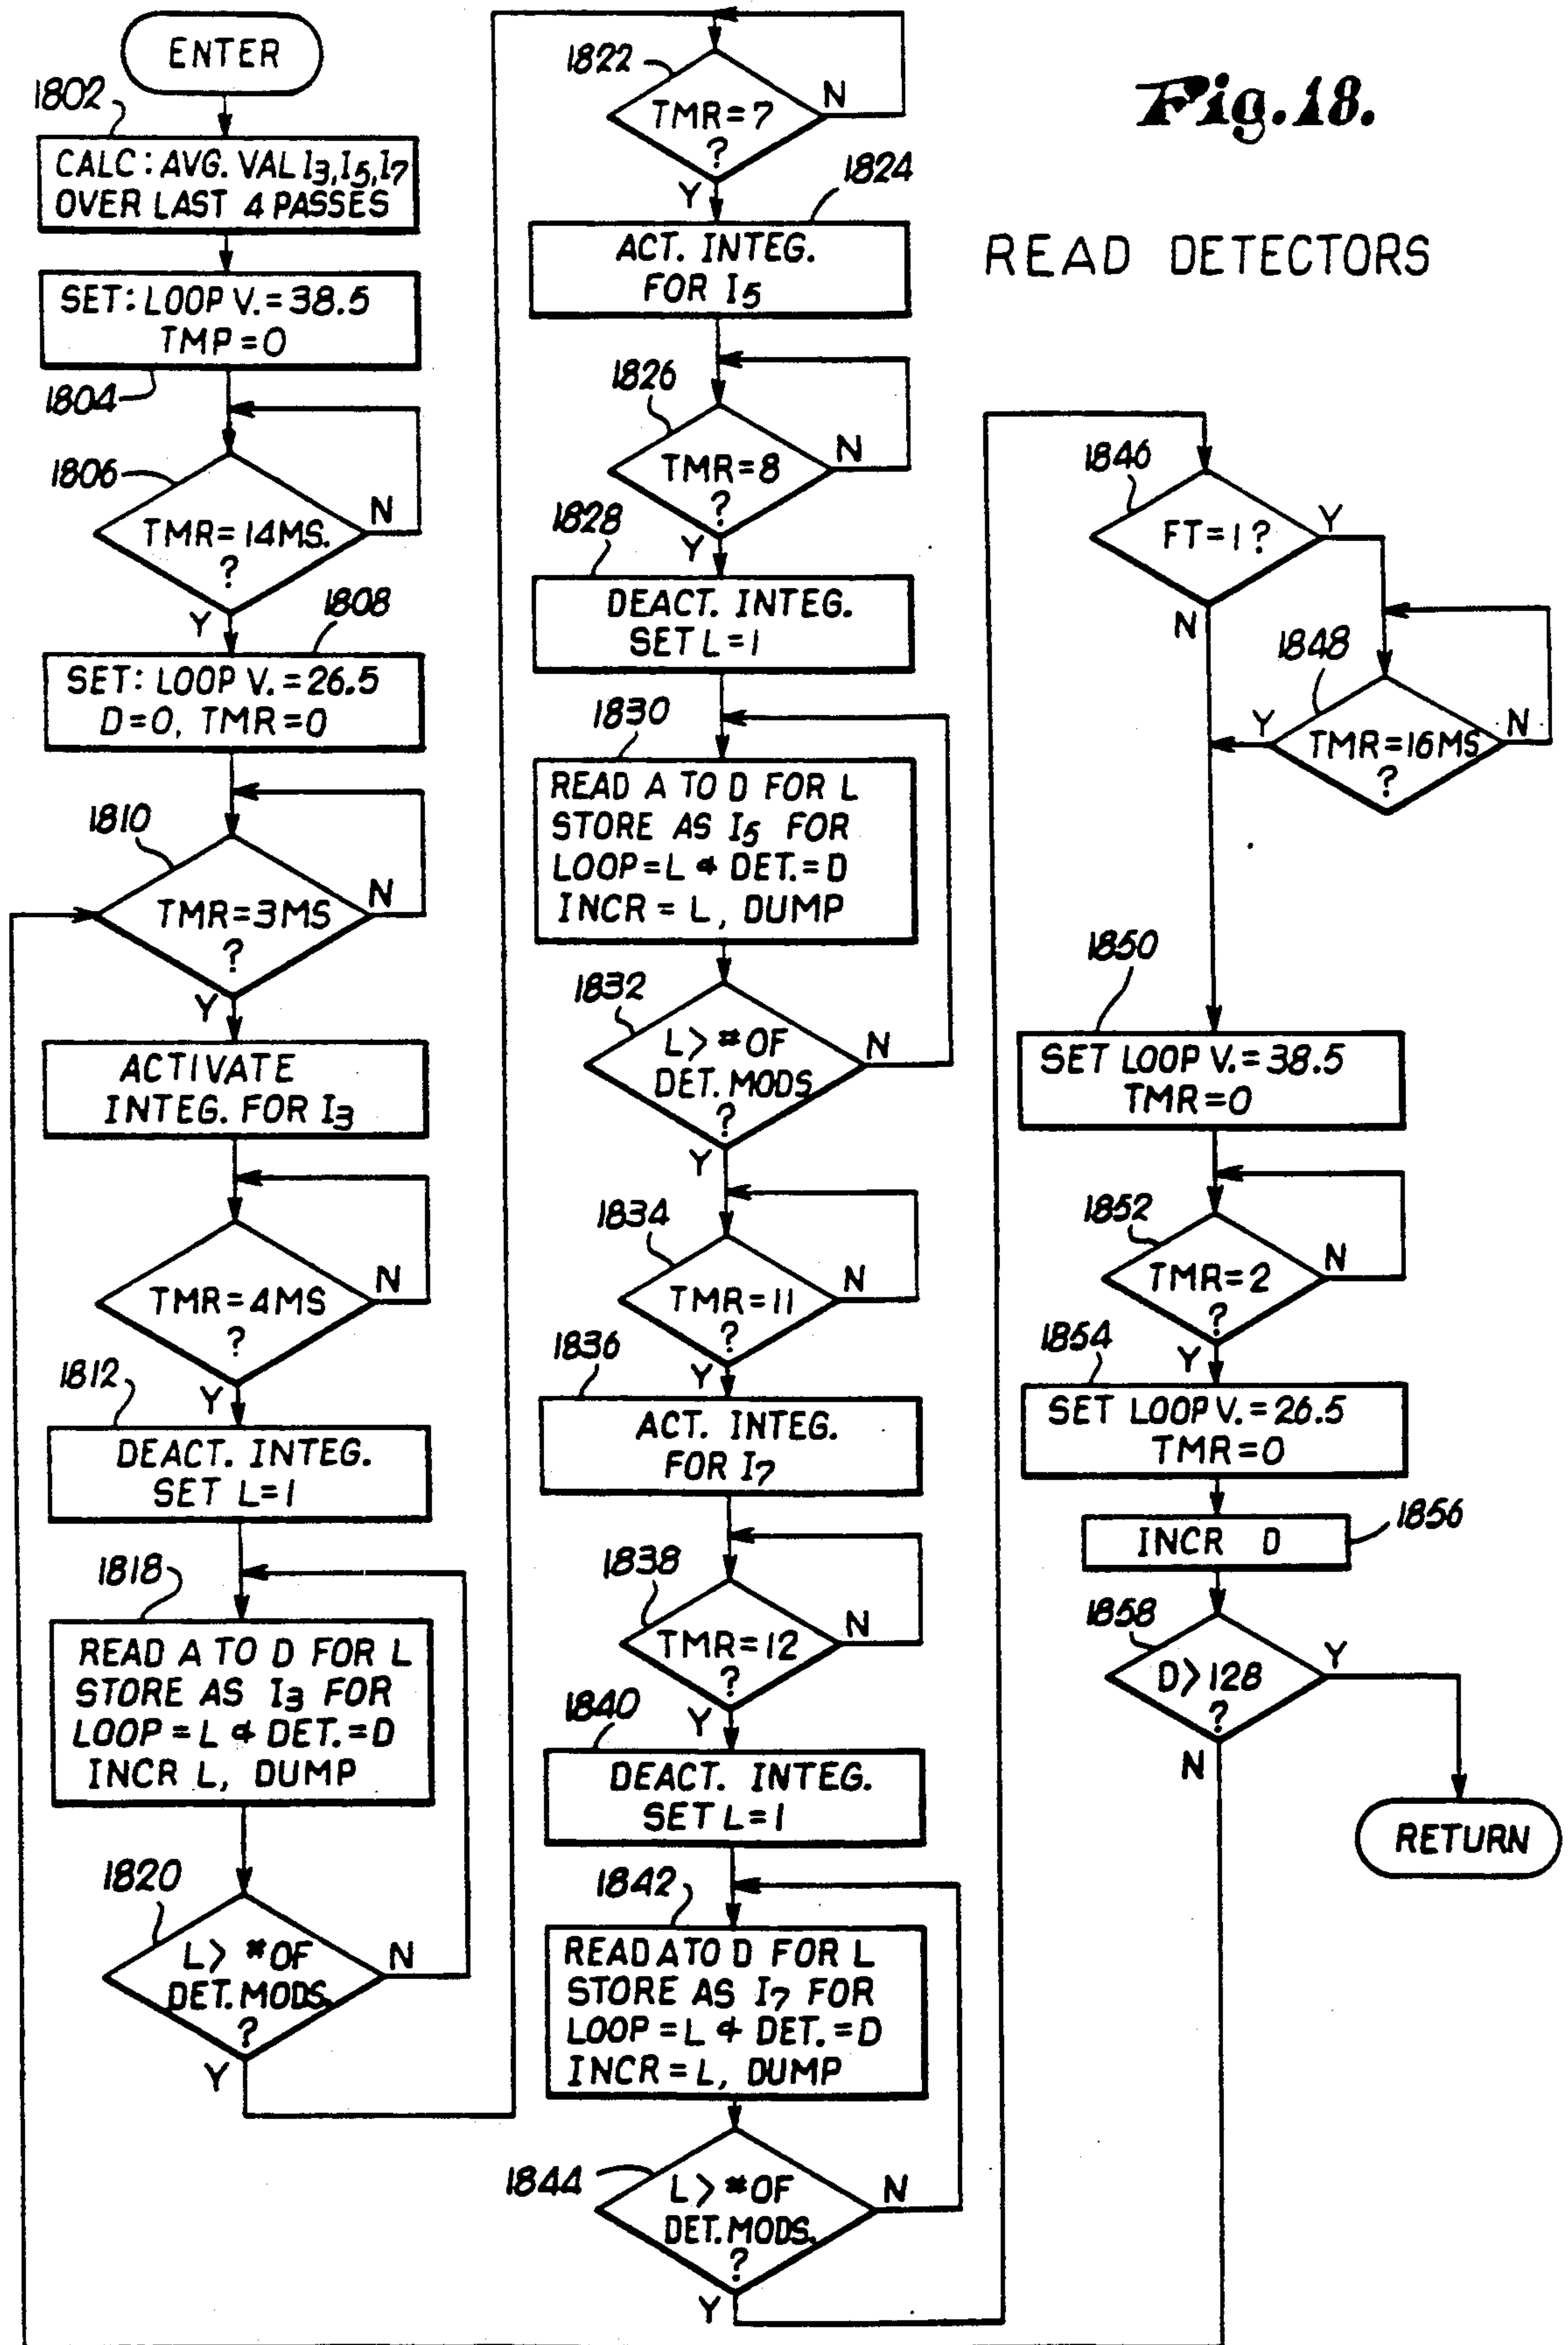 Fig. 18.
READ DETECTORS
ENTER
1802
CALC: AVG. VAL I3, I5, I7
OVER LAST 4 PASSES
SET: LOOP V. = 38.5
TMP = 0
1804
1806
TMR = 14MS.
?
N
Y
1808
SET: LOOP V. = 26.5
D=0, TMR=0
1810
TMR=3MS
?
N
Y
ACTIVATE
INTEG. FOR I3
TMR=4MS
?
N
Y
1812
DEACT. INTEG.
SET L=1
1818
READ A TO D FOR L
STORE AS I3 FOR
LOOP = L & DET. = D
INCR L, DUMP
1820
L > # OF
DET. MODS.
?
N
Y
1822
TMR=7
?
N
Y
1824
ACT. INTEG.
FOR I5
1826
TMR=8
?
N
Y
1828
DEACT. INTEG.
SET L=1
1830
READ A TO D FOR L
STORE AS I5 FOR
LOOP=L & DET.=D
INCR = L, DUMP
1832
L > # OF
DET. MODS
?
N
Y
1834
TMR=11
?
N
Y
1836
ACT. INTEG.
FOR I7
1838
TMR=12
?
N
Y
1840
DEACT. INTEG.
SET L=1
1842
READ A TO D FOR L
STORE AS I7 FOR
LOOP = L & DET. = D
INCR = L, DUMP
1844
L > # OF
DET. MODS.
?
N
Y
1846
FT=1?
Y
N
1848
TMR=16MS
?
Y
N
1850
SET LOOP V. = 38.5
TMR=0
1852
TMR=2
?
N
Y
1854
SET LOOP V. = 26.5
TMR=0
INCR D
1856
1858
D > 128
?
Y
N
RETURN